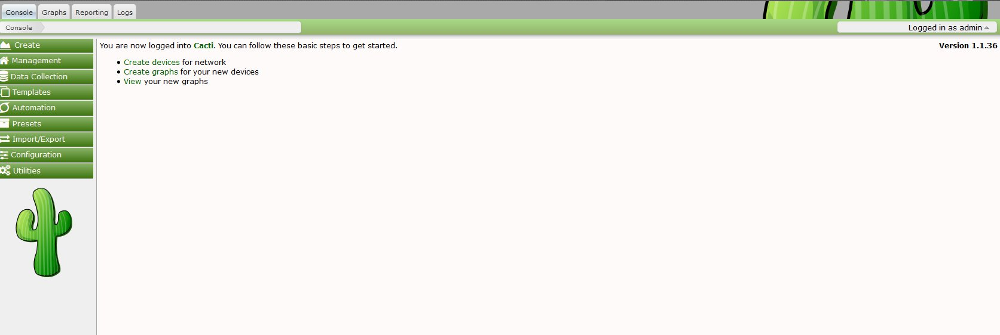 Console Graphs Reporting Logs
Console
Logged in as admin
Create
Management
Data Collection
Templates
Automation
Presets
Import/Export
Configuration
Utilities
You are now logged into Cacti. You can follow these basic steps to get started.
Version 1.1.36
Create devices for network
Create graphs for your new devices
View your new graphs